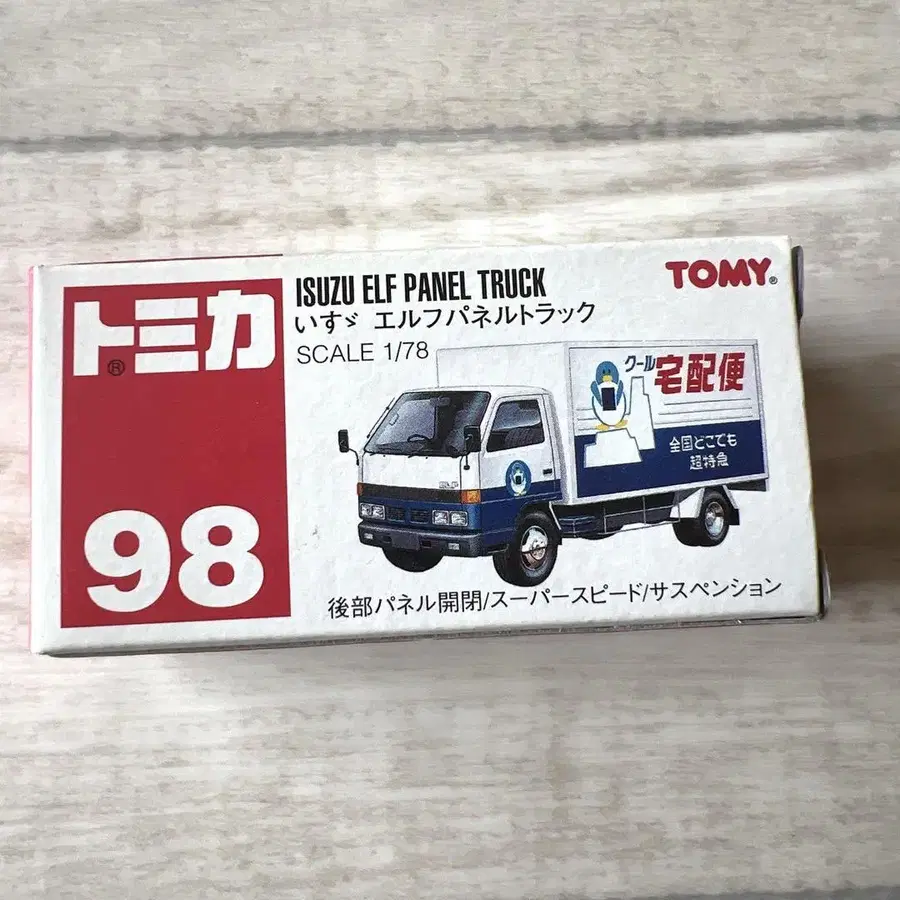 トミカ®
98
ISUZU ELF PANEL TRUCK
いすゞ エルフパネルトラック
SCALE 1/78
TOMY®
クール宅配便
全国どこでも
超特急
ELF
後部パネル開閉/スーパースピード/サスペンション